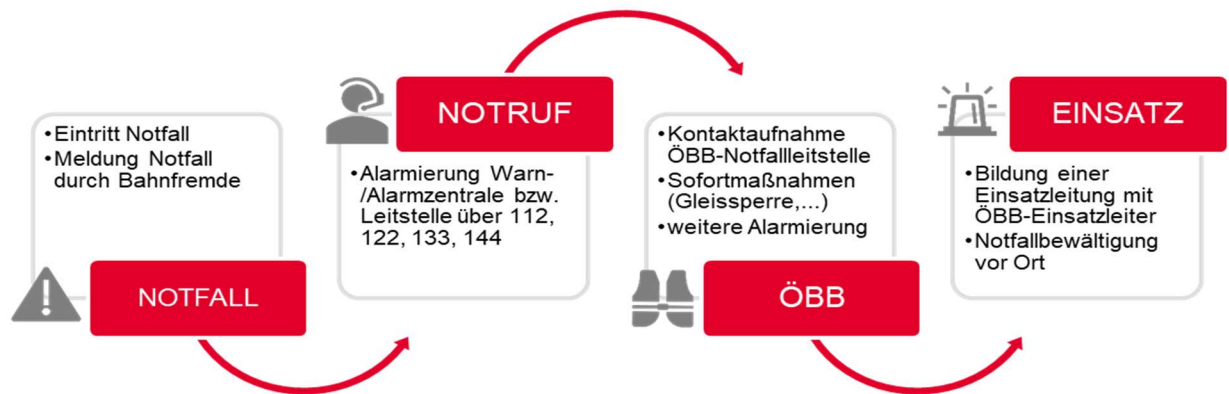 •Eintritt Notfall
•Meldung Notfall
durch Bahnfremde
NOTFALL
NOTRUF
•Alarmierung Warn-
/Alarmzentrale bzw.
Leitstelle über 112,
122, 133, 144
•Kontaktaufnahme
ÖBB-Notfallleitstelle
•Sofortmaßnahmen
(Gleissperre,...)
•weitere Alarmierung
ÖBB
EINSATZ
•Bildung einer
Einsatzleitung mit
ÖBB-Einsatzleiter
•Notfallbewältigung
vor Ort